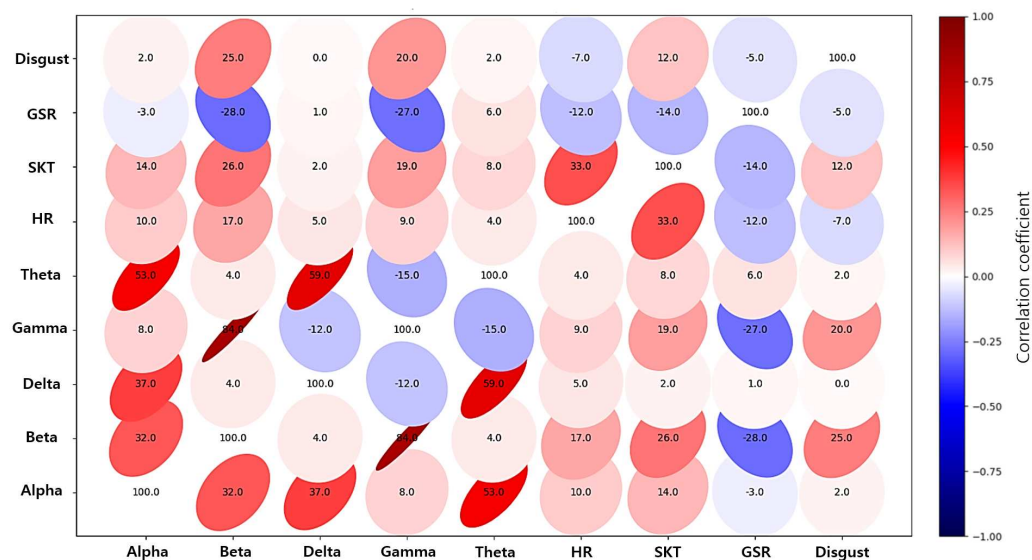 Disgust 2.0 25.0 0.0 20.0 2.0 -7.0 12.0 -5.0 100.0
GSR -3.0 -28.0 1.0 -27.0 6.0 -12.0 -14.0 100.0 -5.0
SKT 14.0 26.0 2.0 19.0 8.0 33.0 100.0 -14.0 12.0
HR 10.0 17.0 5.0 9.0 4.0 100.0 33.0 -12.0 -7.0
Theta 53.0 4.0 59.0 -15.0 100.0 4.0 8.0 6.0 2.0
Gamma 8.0 84.0 -12.0 100.0 -15.0 9.0 19.0 -27.0 20.0
Delta 37.0 4.0 100.0 -12.0 59.0 5.0 2.0 1.0 0.0
Beta 32.0 100.0 4.0 84.0 4.0 17.0 26.0 -28.0 25.0
Alpha 100.0 32.0 37.0 8.0 53.0 10.0 14.0 -3.0 2.0
Alpha Beta Delta Gamma Theta HR SKT GSR Disgust
1.00
0.75
0.50
0.25
0.00
-0.25
-0.50
-0.75
-1.00
Correlation coefficient